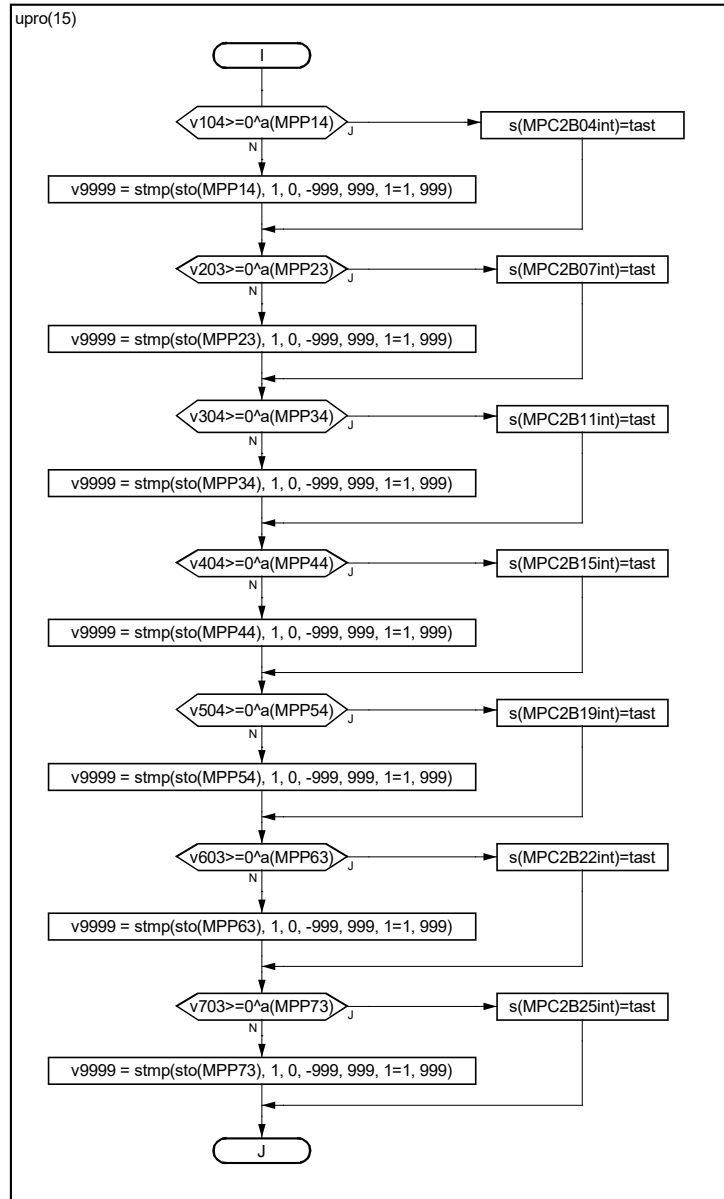 upro(15)
I
v104>=0^a(MPP14)
J
s(MPC2B04int)=tast
N
v9999 = stmp(sto(MPP14), 1, 0, -999, 999, 1=1, 999)
v203>=0^a(MPP23)
J
s(MPC2B07int)=tast
N
v9999 = stmp(sto(MPP23), 1, 0, -999, 999, 1=1, 999)
v304>=0^a(MPP34)
J
s(MPC2B11int)=tast
N
v9999 = stmp(sto(MPP34), 1, 0, -999, 999, 1=1, 999)
v404>=0^a(MPP44)
J
s(MPC2B15int)=tast
N
v9999 = stmp(sto(MPP44), 1, 0, -999, 999, 1=1, 999)
v504>=0^a(MPP54)
J
s(MPC2B19int)=tast
N
v9999 = stmp(sto(MPP54), 1, 0, -999, 999, 1=1, 999)
v603>=0^a(MPP63)
J
s(MPC2B22int)=tast
N
v9999 = stmp(sto(MPP63), 1, 0, -999, 999, 1=1, 999)
v703>=0^a(MPP73)
J
s(MPC2B25int)=tast
N
v9999 = stmp(sto(MPP73), 1, 0, -999, 999, 1=1, 999)
J